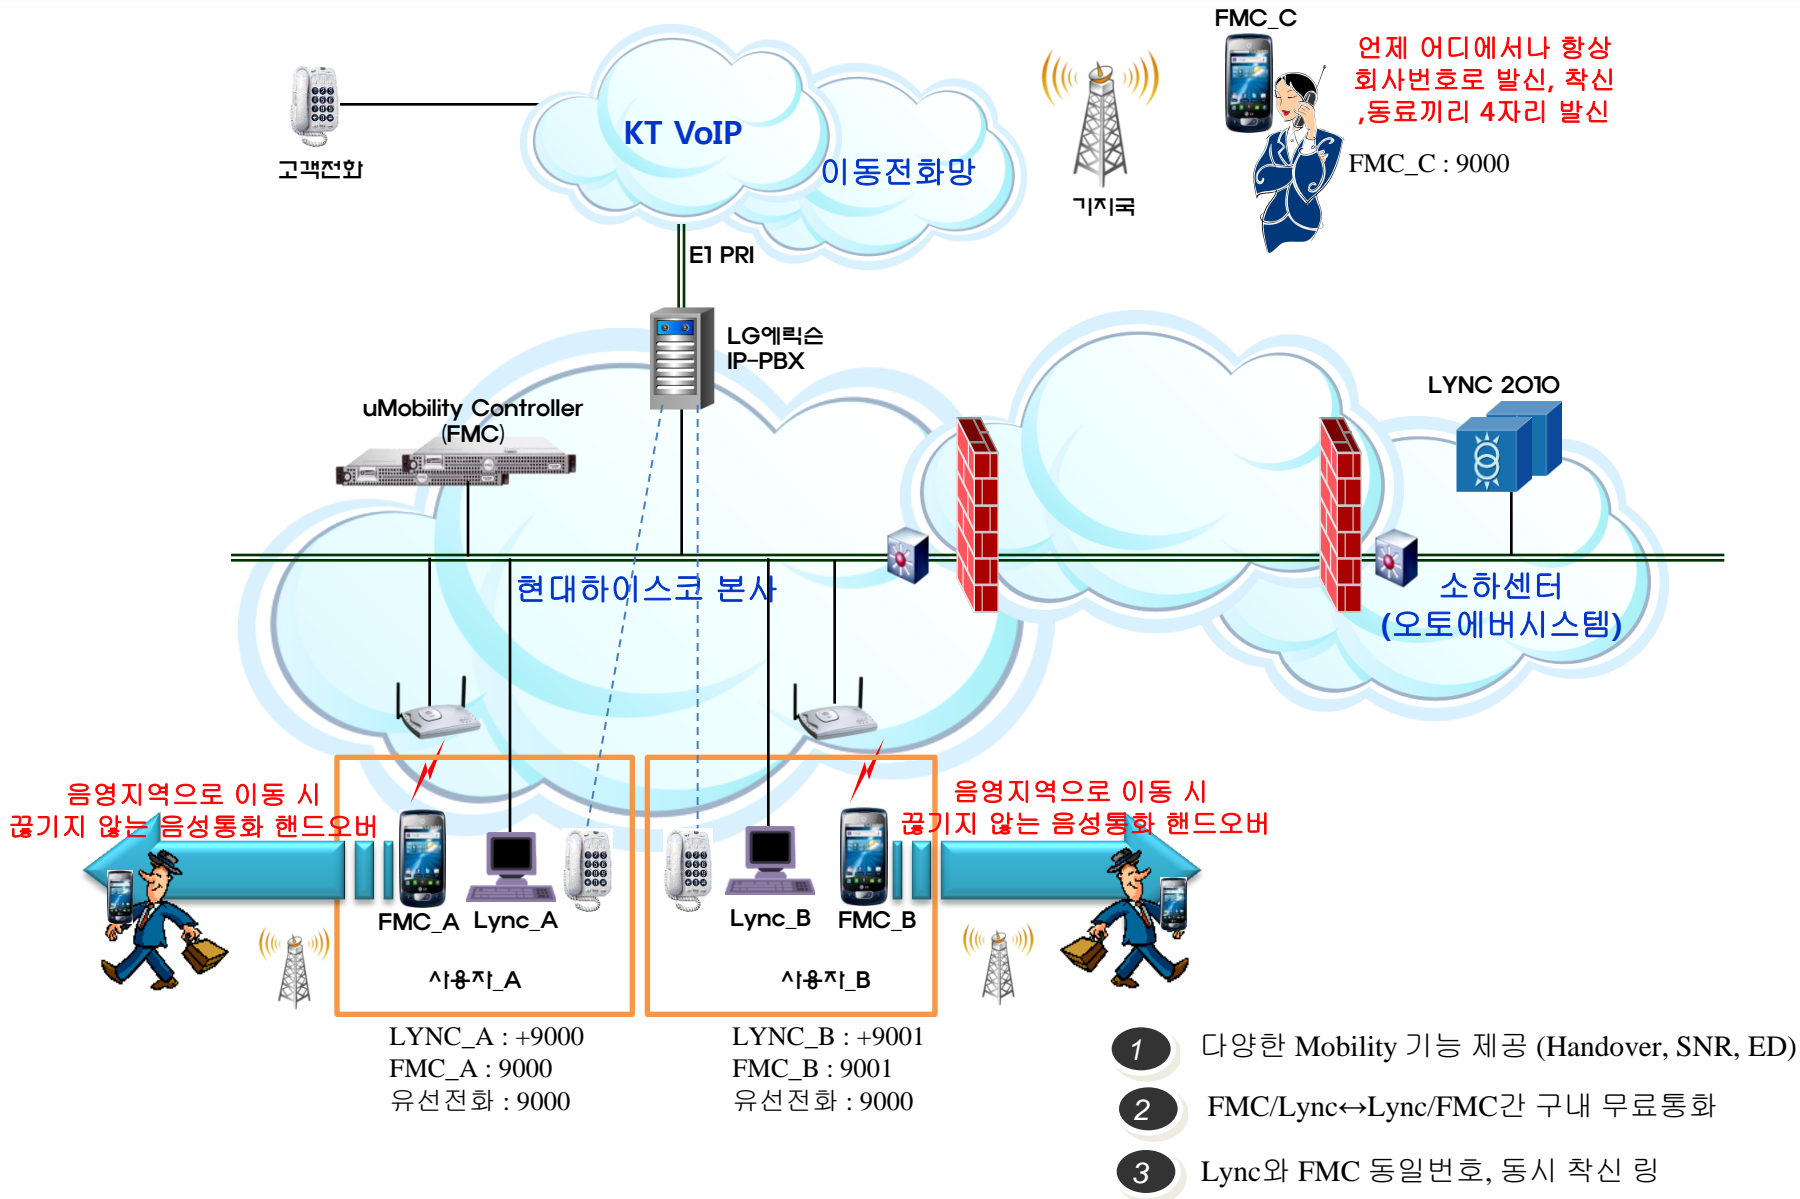 FMC_C
언제 어디에서나 항상
회사번호로 발신, 착신
,동료끼리 4자리 발신
FMC_C : 9000
KT VoIP
이동전화망
고객전화
기지국
E1 PRI
LG에릭슨
IP-PBX
uMobility Controller
(FMC)
LYNC 2010
현대하이스코 본사
소하센터
(오토에버시스템)
음영지역으로 이동 시
끊기지 않는 음성통화 핸드오버
음영지역으로 이동 시
끊기지 않는 음성통화 핸드오버
FMC_A
Lync_A
Lync_B
FMC_B
사용자_A
사용자_B
LYNC_A : +9000
FMC_A : 9000
유선전화 : 9000
LYNC_B : +9001
FMC_B : 9001
유선전화 : 9000
1 다양한 Mobility 기능 제공 (Handover, SNR, ED)
2 FMC/Lync↔Lync/FMC간 구내 무료통화
3 Lync와 FMC 동일번호, 동시 착신 링